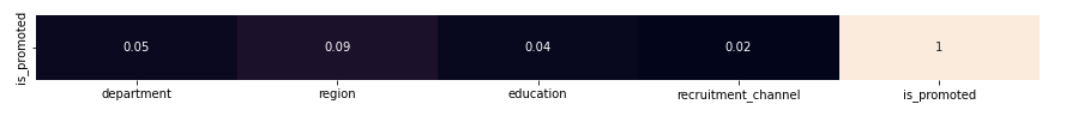 is_promoted
0.05 0.09 0.04 0.02 1
department region education recruitment_channel is_promoted